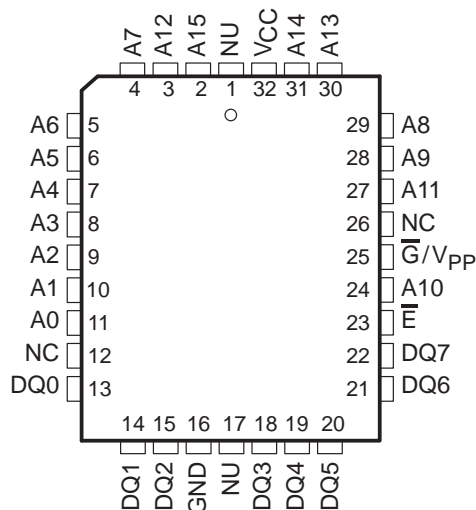 A7 A12 A15 NU VCC A14 A13
4 3 2 1 32 31 30
A6 5 29 A8
A5 6 28 A9
A4 7 27 A11
A3 8 26 NC
A2 9 25 G̅/VPP
A1 10 24 A10
A0 11 23 E̅
NC 12 22 DQ7
DQ0 13 21 DQ6
14 15 16 17 18 19 20
DQ1 DQ2 GND NU DQ3 DQ4 DQ5